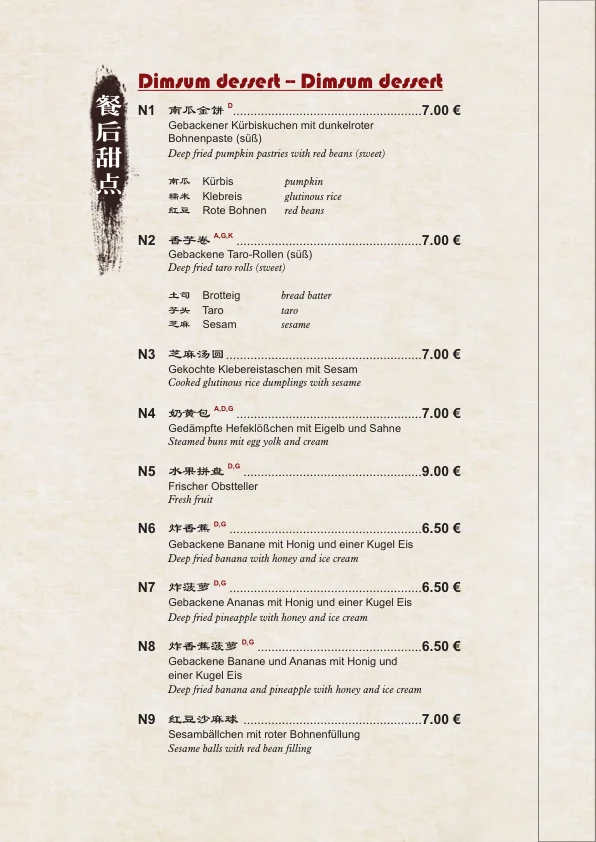 Dimsum dessert -- Dimsum dessert
餐后甜点
N1 南瓜金饼 D 7.00 €
Gebackener Kürbiskuchen mit dunkelroter
Bohnenpaste (süß)
Deep fried pumpkin pastries with red beans (sweet)
南瓜 Kürbis pumpkin
糯米 Klebreis glutinous rice
红豆 Rote Bohnen red beans
N2 香芋卷 A,G,K 7.00 €
Gebackene Taro-Rollen (süß)
Deep fried taro rolls (sweet)
土司 Brotteig bread batter
芋头 Taro taro
芝麻 Sesam sesame
N3 芝麻汤圆 7.00 €
Gekochte Klebereistaschen mit Sesam
Cooked glutinous rice dumplings with sesame
N4 奶黄包 A,D,G 7.00 €
Gedämpfte Hefeklößchen mit Eigelb und Sahne
Steamed buns mit egg yolk and cream
N5 水果拼盘 D,G 9.00 €
Frischer Obstteller
Fresh fruit
N6 炸香蕉 D,G 6.50 €
Gebackene Banane mit Honig und einer Kugel Eis
Deep fried banana with honey and ice cream
N7 炸菠萝 D,G 6.50 €
Gebackene Ananas mit Honig und einer Kugel Eis
Deep fried pineapple with honey and ice cream
N8 炸香蕉菠萝 D,G 6.50 €
Gebackene Banane und Ananas mit Honig und
einer Kugel Eis
Deep fried banana and pineapple with honey and ice cream
N9 红豆沙麻球 7.00 €
Sesambällchen mit roter Bohnenfüllung
Sesame balls with red bean filling